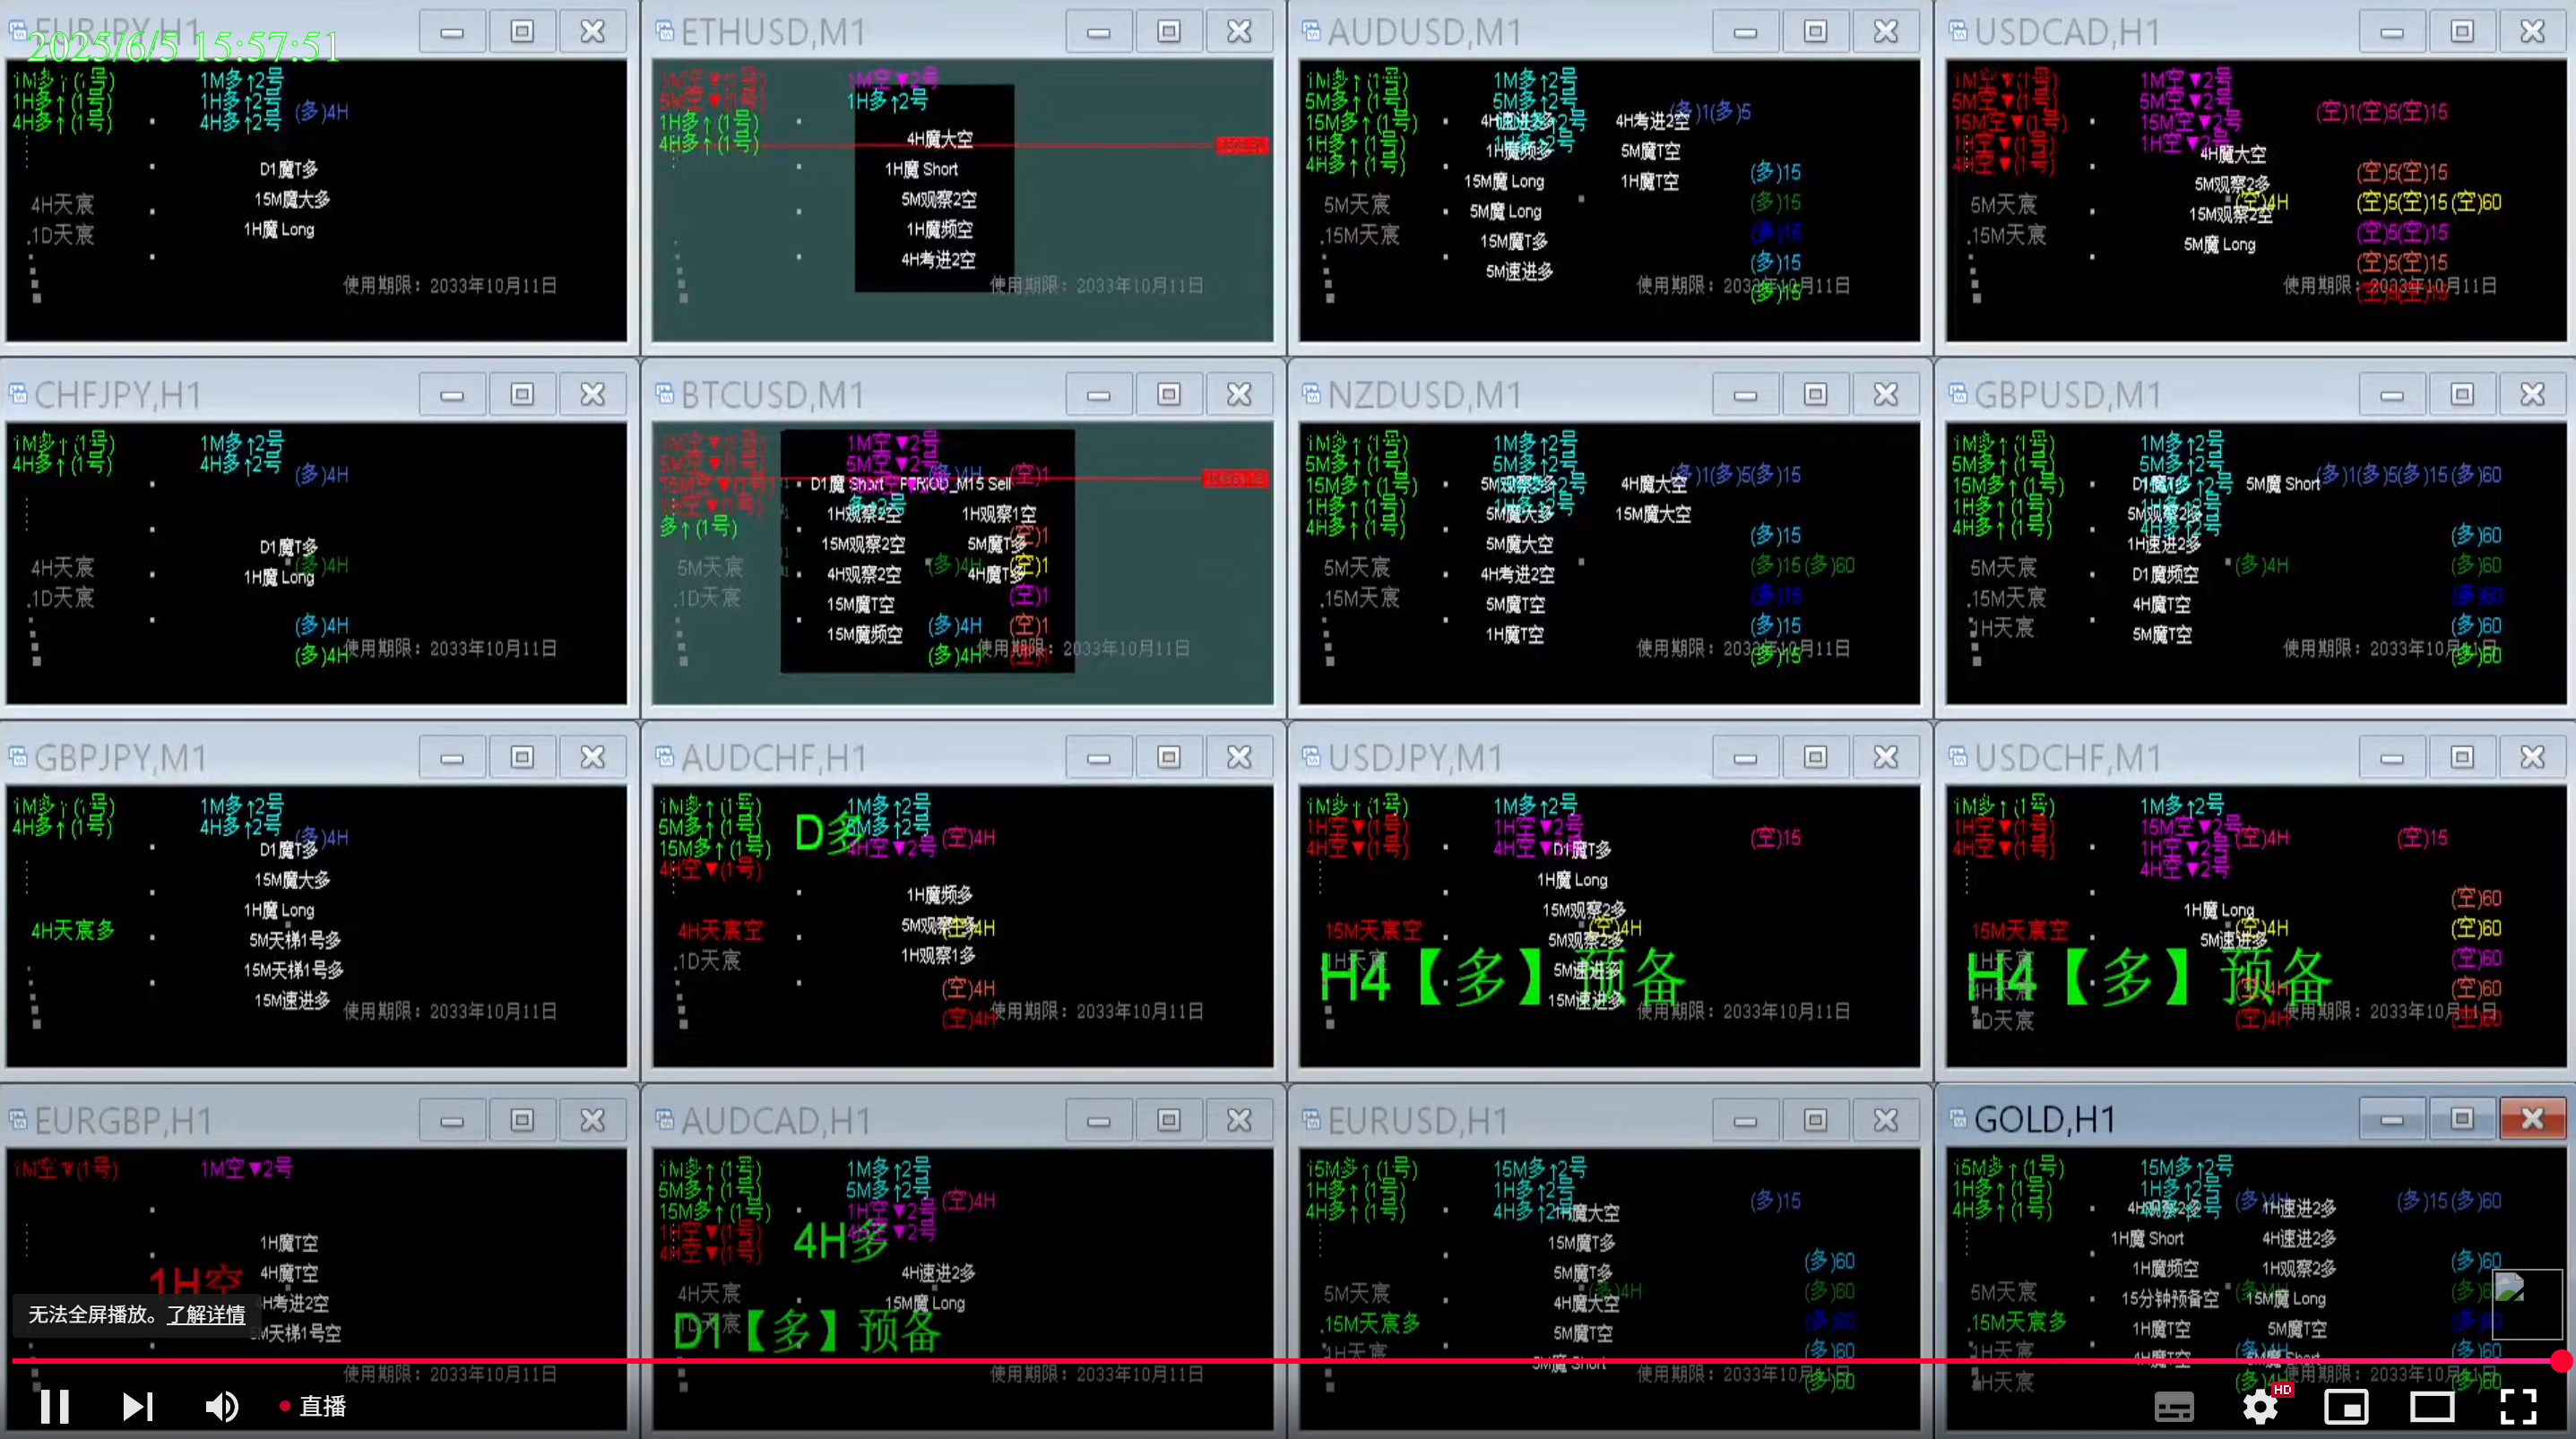 EURJPY,H1
2025/6/5 15:57:51
1M多↑(1号)
1H多↑(1号)
4H多↑(1号)
1M多↑2号
1H多↑2号
4H多↑2号
(多)4H
D1魔T多
15M魔大多
1H魔 Long
4H天宸
.1D天宸
使用期限：2033年10月11日
ETHUSD,M1
1M空▼(1号)
5M空▼(1号)
1H多↑(1号)
4H多↑(1号)
1M空▼2号
1H多↑2号
4H魔大空
1H魔 Short
5M观察2空
1H魔频空
4H考进2空
使用期限：2033年10月11日
AUDUSD,M1
1M多↑(1号)
5M多↑(1号)
15M多↑(1号)
1H多↑(1号)
4H多↑(1号)
1M多↑2号
5M多↑2号
4H速进2多
1H魔频多
15M魔 Long
5M魔 Long
15M魔T多
5M速进多
4H考进2空
5M魔T空
1H魔T空
(多)1(多)5
(多)15
(多)15
(多)15
(多)15
(多)15
5M天宸
.15M天宸
使用期限：2033年10月11日
USDCAD,H1
1M空▼(1号)
5M空▼(1号)
15M空▼(1号)
1H空▼(1号)
4H空▼(1号)
1M空▼2号
5M空▼2号
15M空▼2号
1H空▼2号
4H魔大空
5M观察2多
15M观察2空
5M魔 Long
(空)4H
(空)1(空)5(空)15
(空)5(空)15
(空)5(空)15(空)60
(空)5(空)15
(空)5(空)15
(空)5(空)15
5M天宸
.15M天宸
使用期限：2033年10月11日
CHFJPY,H1
1M多↑(1号)
4H多↑(1号)
1M多↑2号
4H多↑2号
(多)4H
D1魔T多
(多)4H
1H魔 Long
4H天宸
.1D天宸
(多)4H
(多)4H
使用期限：2033年10月11日
BTCUSD,M1
1M空▼(1号)
5M空▼(1号)
15M空▼(1号)
1H空▼(1号)
多↑(1号)
1M空▼2号
5M空▼2号
(多)4H
(空)1
D1魔 Short
PERIOD_M15 Sell
1H观察2空
1H观察1空
15M观察2空
5M魔T多
4H观察2空
4H魔T多
15M魔T空
15M魔频空
(空)1
(多)4H
(空)1
(空)1
(多)4H
(空)1
(多)4H
5M天宸
.1D天宸
使用期限：2033年10月11日
NZDUSD,M1
1M多↑(1号)
5M多↑(1号)
15M多↑(1号)
1H多↑(1号)
4H多↑(1号)
1M多↑2号
5M多↑2号
5M观察2多
5M魔大多
5M魔大空
4H考进2空
5M魔T空
1H魔T空
4H魔大空
15M魔大空
(多)1(多)5(多)15
(多)15
(多)15(多)60
(多)15
(多)15
(多)15
5M天宸
.15M天宸
使用期限：2033年10月11日
GBPUSD,M1
1M多↑(1号)
5M多↑(1号)
15M多↑(1号)
1H多↑(1号)
4H多↑(1号)
1M多↑2号
5M多↑2号
D1魔T多
5M观察2多
1H速进2多
D1魔频空
4H魔T空
5M魔T空
5M魔 Short
(多)1(多)5(多)15(多)60
(多)60
(多)4H
(多)60
(多)60
(多)60
(多)60
5M天宸
.15M天宸
1H天宸
使用期限：2033年10月11日
GBPJPY,M1
1M多↑(1号)
4H多↑(1号)
1M多↑2号
4H多↑2号
(多)4H
D1魔T多
15M魔大多
1H魔 Long
4H天宸多
5M天梯1号多
15M天梯1号多
15M速进多
使用期限：2033年10月11日
AUDCHF,H1
1M多↑(1号)
5M多↑(1号)
15M多↑(1号)
4H空▼(1号)
D多
1M多↑2号
5M多↑2号
4H空▼2号
(空)4H
1H魔频多
5M观察2多
(空)4H
1H观察1多
4H天宸空
.1D天宸
(空)4H
(空)4H
使用期限：2033年10月11日
USDJPY,M1
1M多↑(1号)
1H空▼(1号)
4H空▼(1号)
1M多↑2号
1H空▼2号
4H空▼2号
D1魔T多
1H魔 Long
15M观察2多
(空)4H
5M观察2多
5M速进多
15M速进多
(空)15
15M天宸空
1H天宸
H4【多】预备
使用期限：2033年10月11日
USDCHF,M1
1M多↑(1号)
1H空▼(1号)
4H空▼(1号)
1M多↑2号
15M空▼2号
1H空▼2号
4H空▼2号
(空)4H
(空)15
1H魔 Long
(空)4H
5M速进多
(空)60
(空)60
(空)60
(空)60
(空)60
15M天宸空
1H天宸
4H天宸
1D天宸
H4【多】预备
(空)4H
(空)4H
使用期限：2033年10月11日
EURGBP,H1
1M空▼(1号)
1M空▼2号
1H魔T空
4H魔T空
1H空
4H考进2空
5M天梯1号空
使用期限：2033年10月11日
AUDCAD,H1
1M多↑(1号)
5M多↑(1号)
15M多↑(1号)
1H空▼(1号)
4H空▼(1号)
1M多↑2号
5M多↑2号
1H空▼2号
4H空▼2号
(空)4H
4H多
4H速进2多
15M魔 Long
4H天宸
.1D天宸
D1【多】预备
使用期限：2033年10月11日
EURUSD,H1
15M多↑(1号)
1H多↑(1号)
4H多↑(1号)
15M多↑2号
1H多↑2号
4H多↑2号
1H魔大空
15M魔T多
5M魔T多
4H魔大空
5M魔T空
5M魔 Short
(多)15
(多)60
(多)4H
(多)60
(多)60
(多)60
(多)60
5M天宸
.15M天宸多
1H天宸
使用期限：2033年10月11日
GOLD,H1
15M多↑(1号)
1H多↑(1号)
4H多↑(1号)
15M多↑2号
1H多↑2号
4H观察2多
(多)4H
1H速进2多
(多)15(多)60
1H魔 Short
4H速进2多
1H魔频空
1H观察2多
15分钟预备空
15M魔 Long
1H魔T空
5M魔T空
4H魔T空
5M魔 Short
(多)60
(多)60
(多)4H
(多)60
5M天宸
.15M天宸多
1H天宸
4H天宸
使用期限：2033年10月11日
无法全屏播放。了解详情
直播
HD